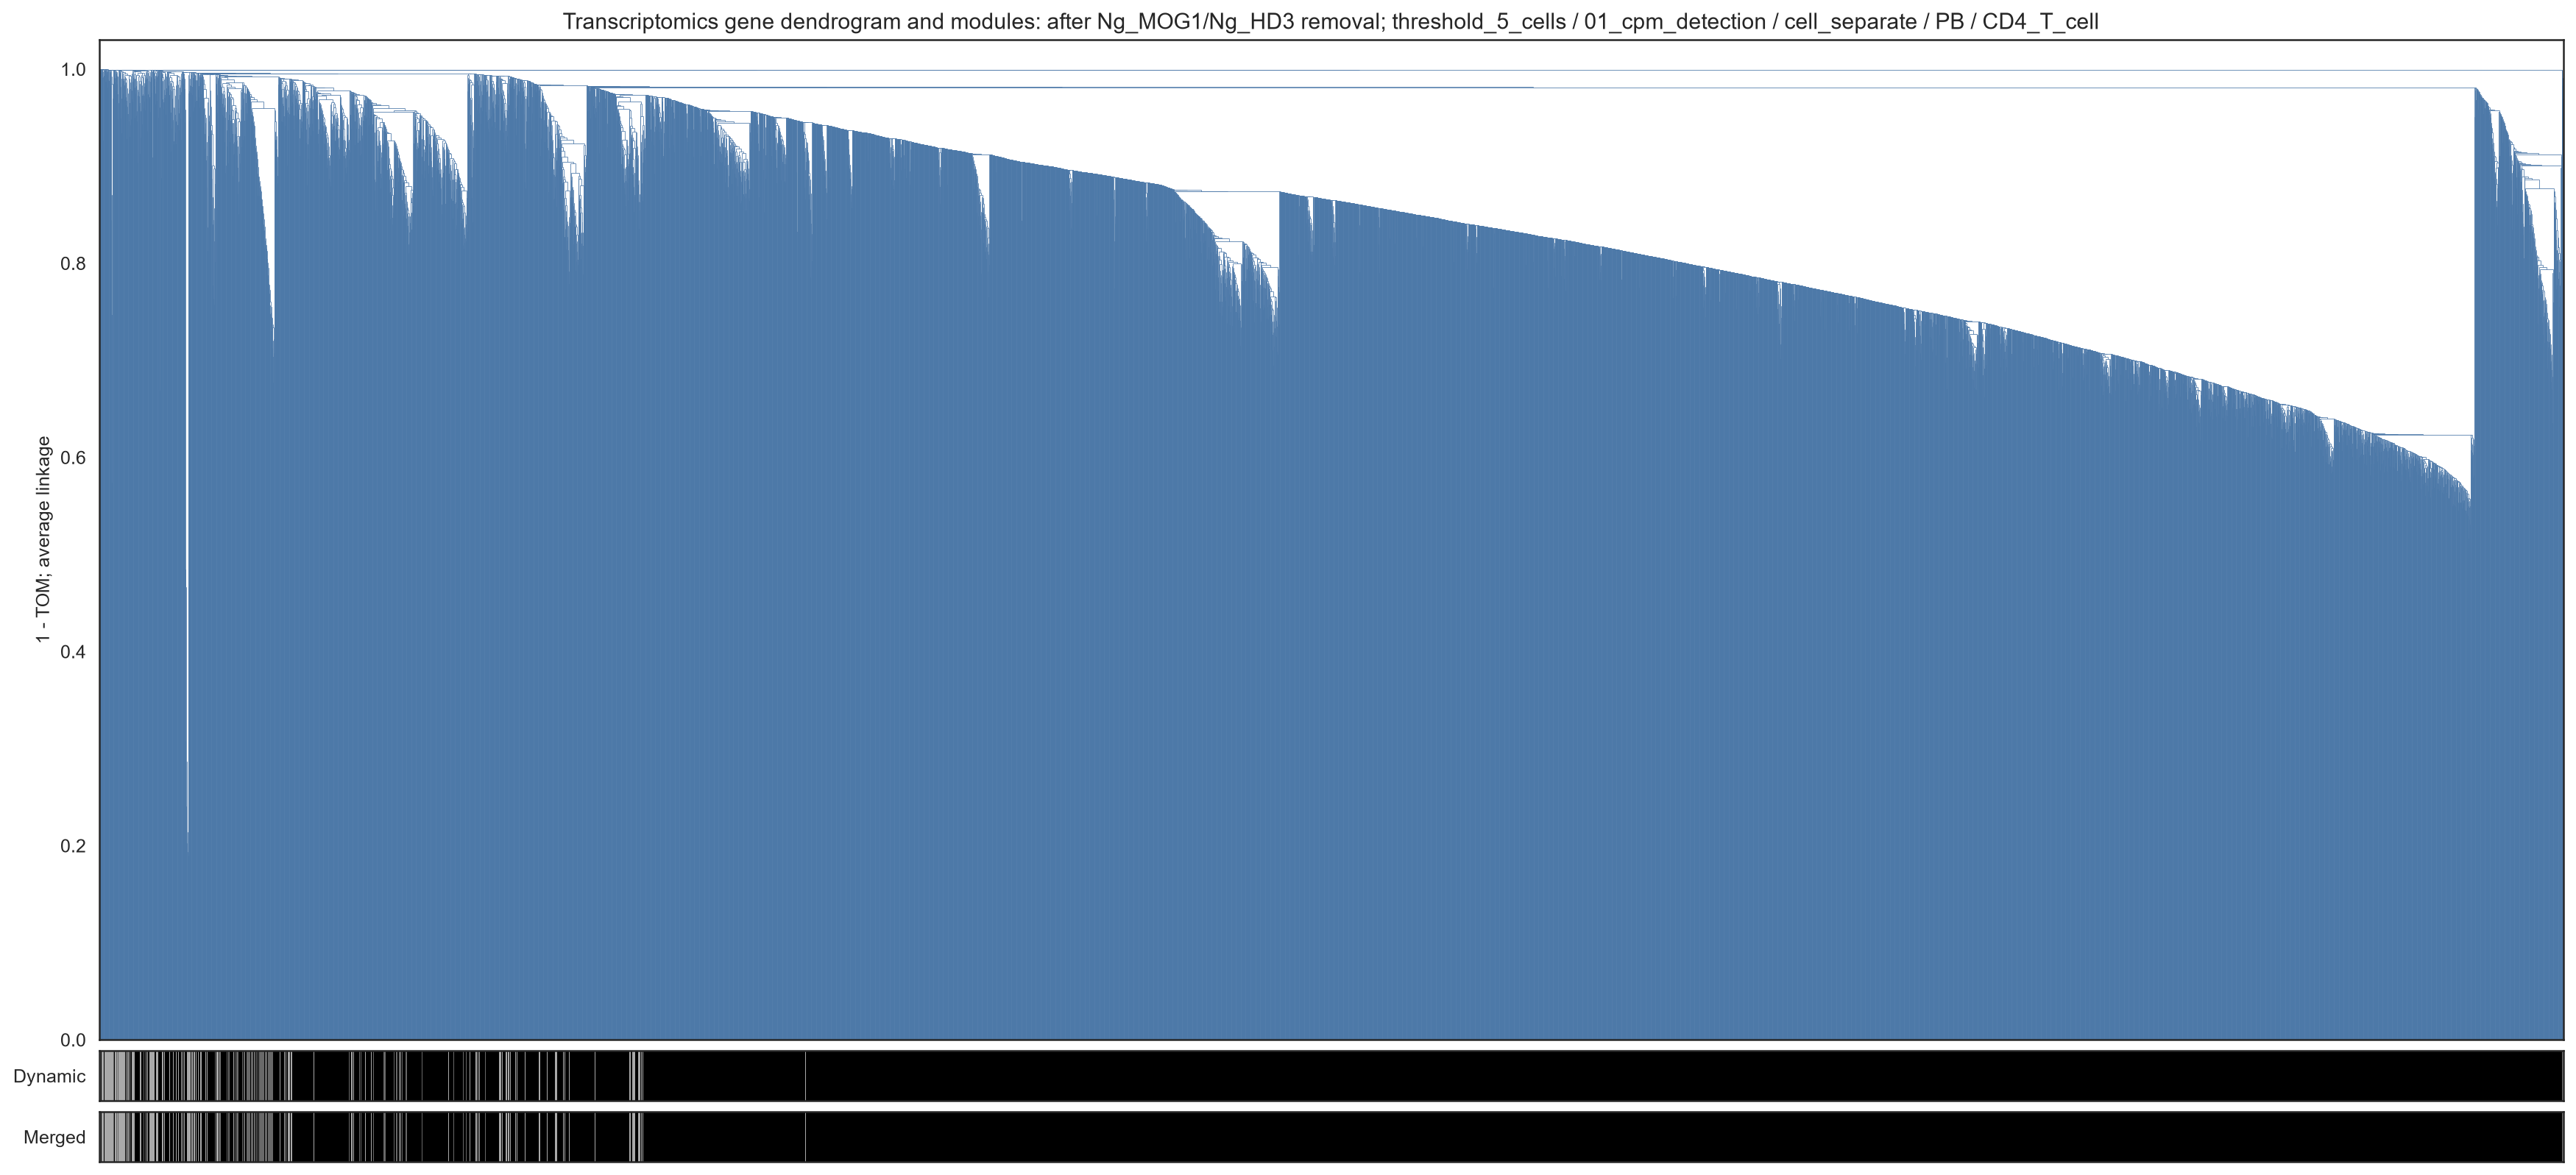 Transcriptomics gene dendrogram and modules: after Ng_MOG1/Ng_HD3 removal; threshold_5_cells / 01_cpm_detection / cell_separate / PB / CD4_T_cell
1.0
0.8
0.6
0.4
0.2
0.0
1 - TOM; average linkage
Dynamic
Merged